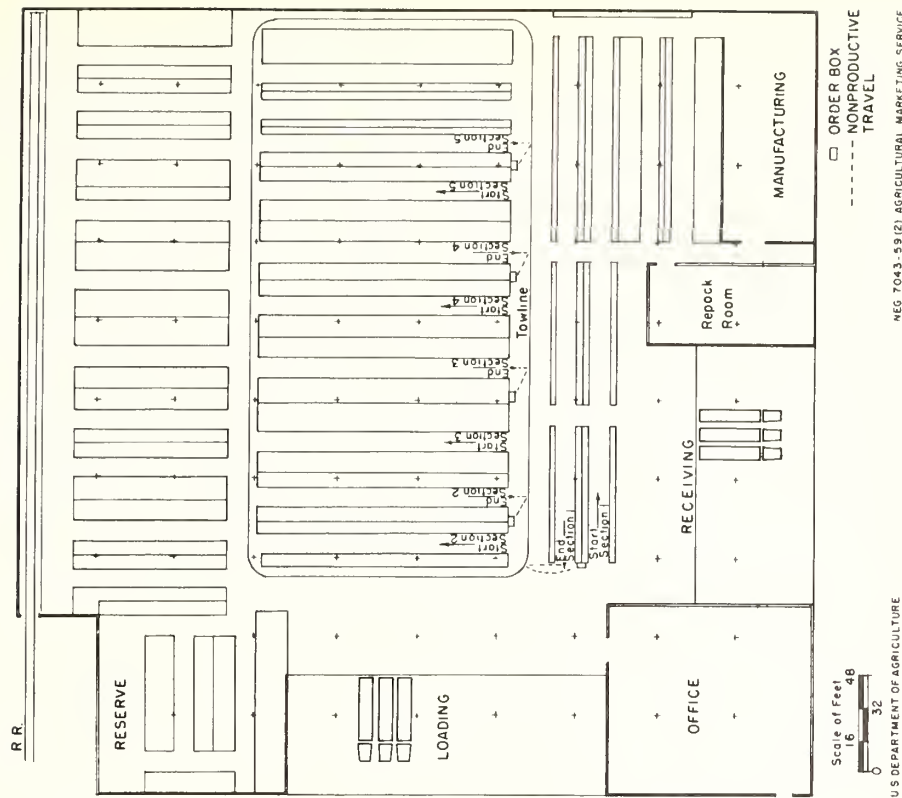 R.R.
RESERVE
LOADING
OFFICE
RECEIVING
Repack
Room
MANUFACTURING
Towline
End
Section 1
Start
Section 1
Start
Section 2
End
Section 2
Start
Section 3
End
Section 3
Start
Section 4
End
Section 4
Start
Section 5
End
Section 5
Scale of Feet
0 16 32 48
ORDER BOX
NONPRODUCTIVE
TRAVEL
U S DEPARTMENT OF AGRICULTURE
NEG 7043-59 (2) AGRICULTURAL MARKETING SERVICE